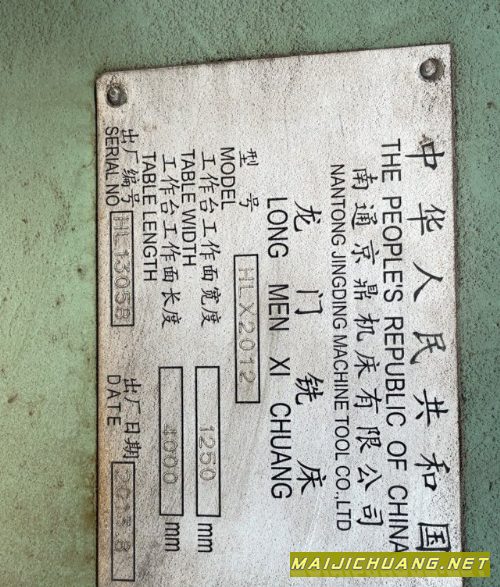 中华人民共和国
THE PEOPLE'S REPUBLIC OF CHINA
南通京鼎机床有限公司
NANTONG JINGDING MACHINE TOOL CO.,LTD
龙门铣床
LONG MEN XI CHUANG
型号
MODEL HLX2012
工作台工作面宽度
TABLE WIDTH 1250 mm
工作台工作面长度
TABLE LENGTH 4000 mm
出厂编号 出厂日期
SERIAL NO HL13058 DATE 2013.8
MAIJICHUANG.NET